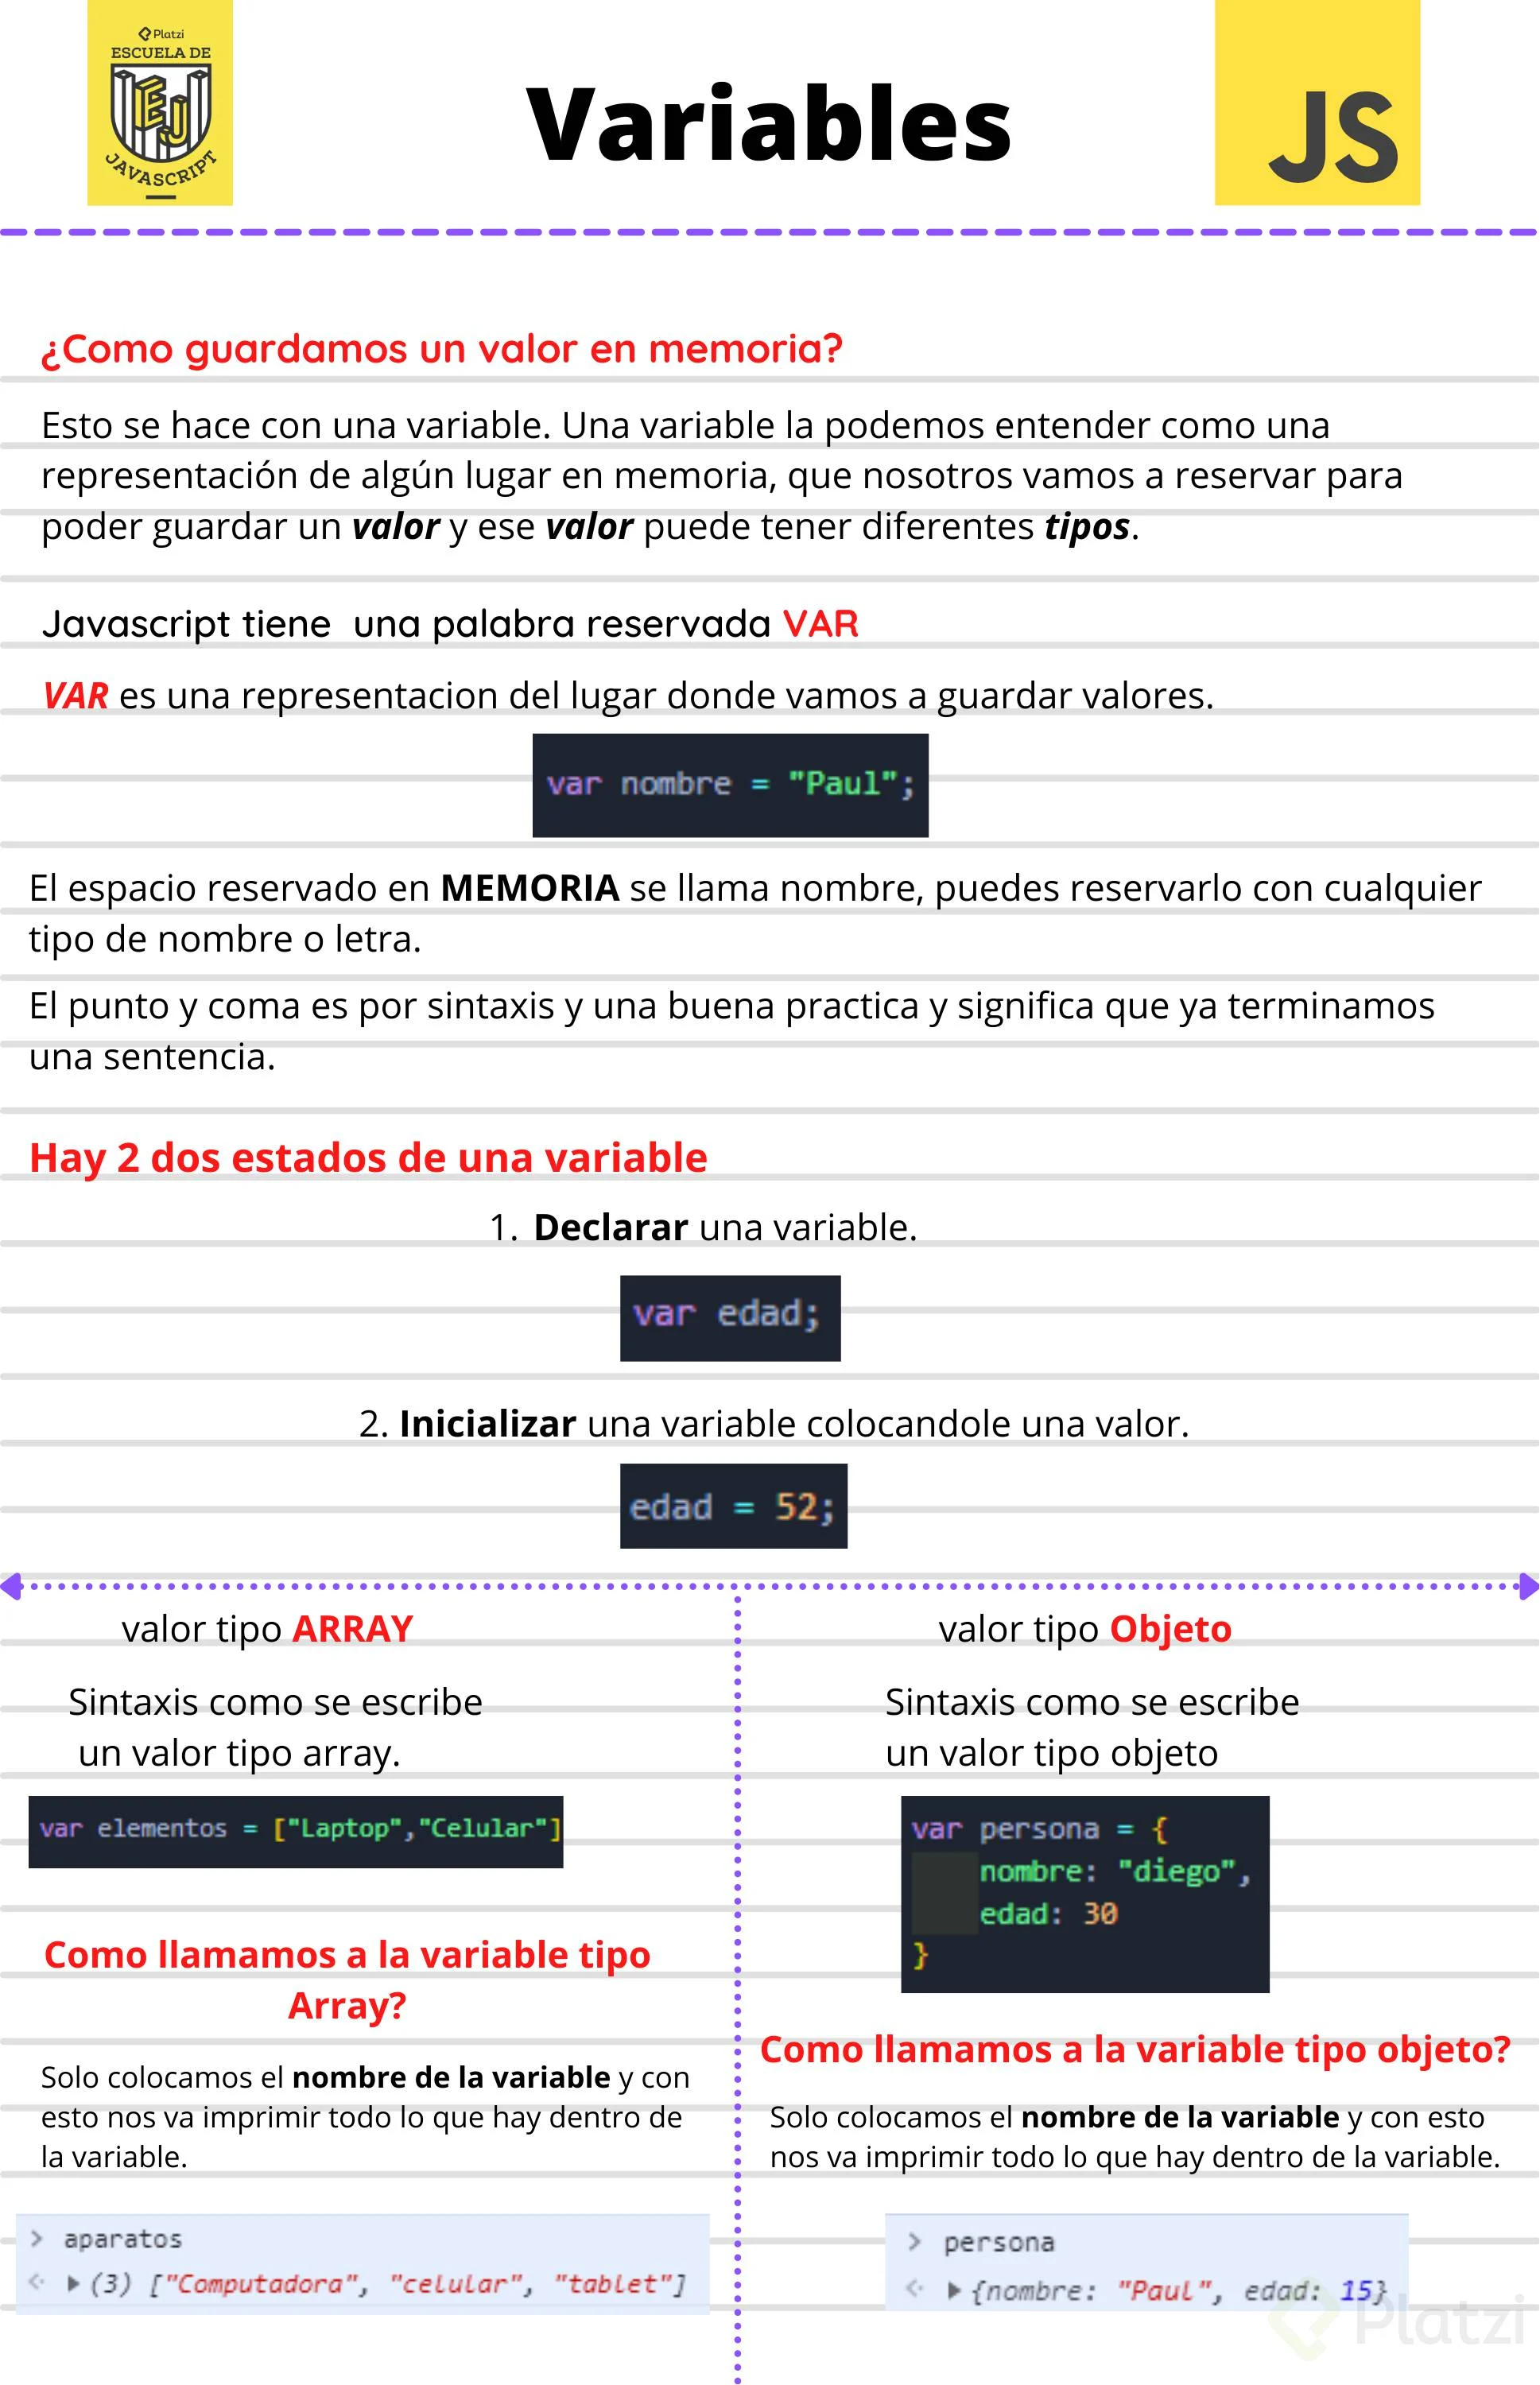 Platzi
ESCUELA DE
EJ
JAVASCRIPT
Variables
JS
¿Como guardamos un valor en memoria?
Esto se hace con una variable. Una variable la podemos entender como una
representación de algún lugar en memoria, que nosotros vamos a reservar para
poder guardar un valor y ese valor puede tener diferentes tipos.
Javascript tiene una palabra reservada VAR
VAR es una representacion del lugar donde vamos a guardar valores.
var nombre = "Paul";
El espacio reservado en MEMORIA se llama nombre, puedes reservarlo con cualquier
tipo de nombre o letra.
El punto y coma es por sintaxis y una buena practica y significa que ya terminamos
una sentencia.
Hay 2 dos estados de una variable
1. Declarar una variable.
var edad;
2. Inicializar una variable colocandole una valor.
edad = 52;
valor tipo ARRAY
Sintaxis como se escribe
un valor tipo array.
var elementos = ["Laptop","Celular"]
Como llamamos a la variable tipo
Array?
Solo colocamos el nombre de la variable y con
esto nos va imprimir todo lo que hay dentro de
la variable.
> aparatos
(3) ["Computadora", "celular", "tablet"]
valor tipo Objeto
Sintaxis como se escribe
un valor tipo objeto
var persona = {
nombre: "diego",
edad: 30
}
Como llamamos a la variable tipo objeto?
Solo colocamos el nombre de la variable y con esto
nos va imprimir todo lo que hay dentro de la variable.
> persona
{nombre: "Paul", edad: 15}
Platzi